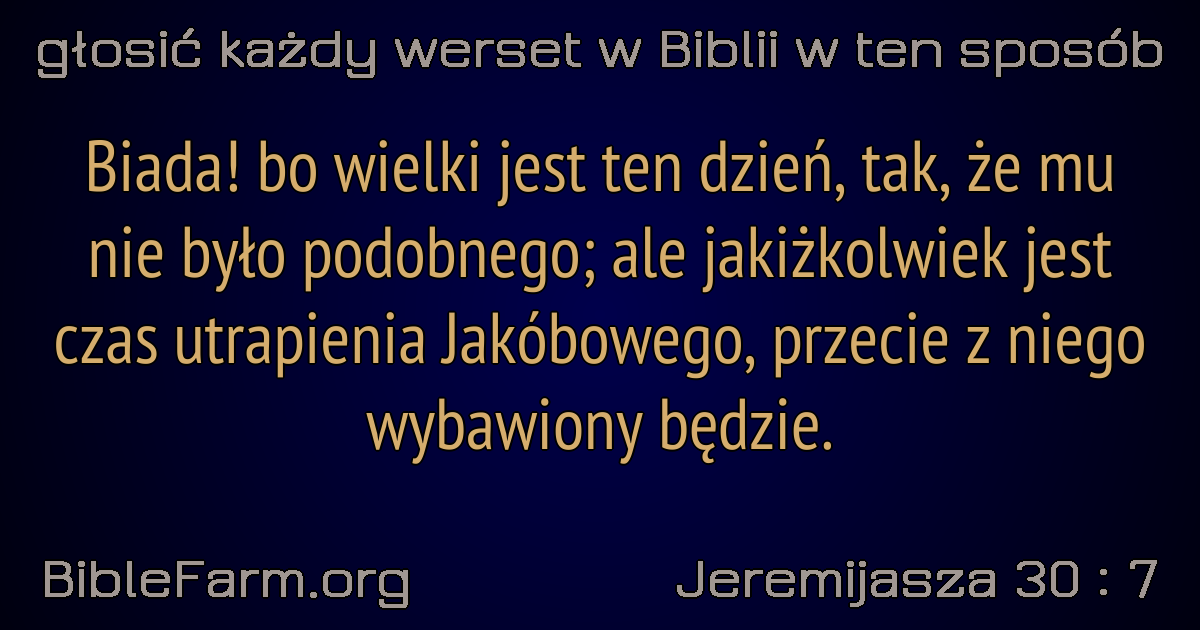 głosić każdy werset w Biblii w ten sposób
Biada! bo wielki jest ten dzień, tak, że mu
nie było podobnego; ale jakiżkolwiek jest
czas utrapienia Jakóbowego, przecie z niego
wybawiony będzie.
BibleFarm.org
Jeremijasza 30 : 7